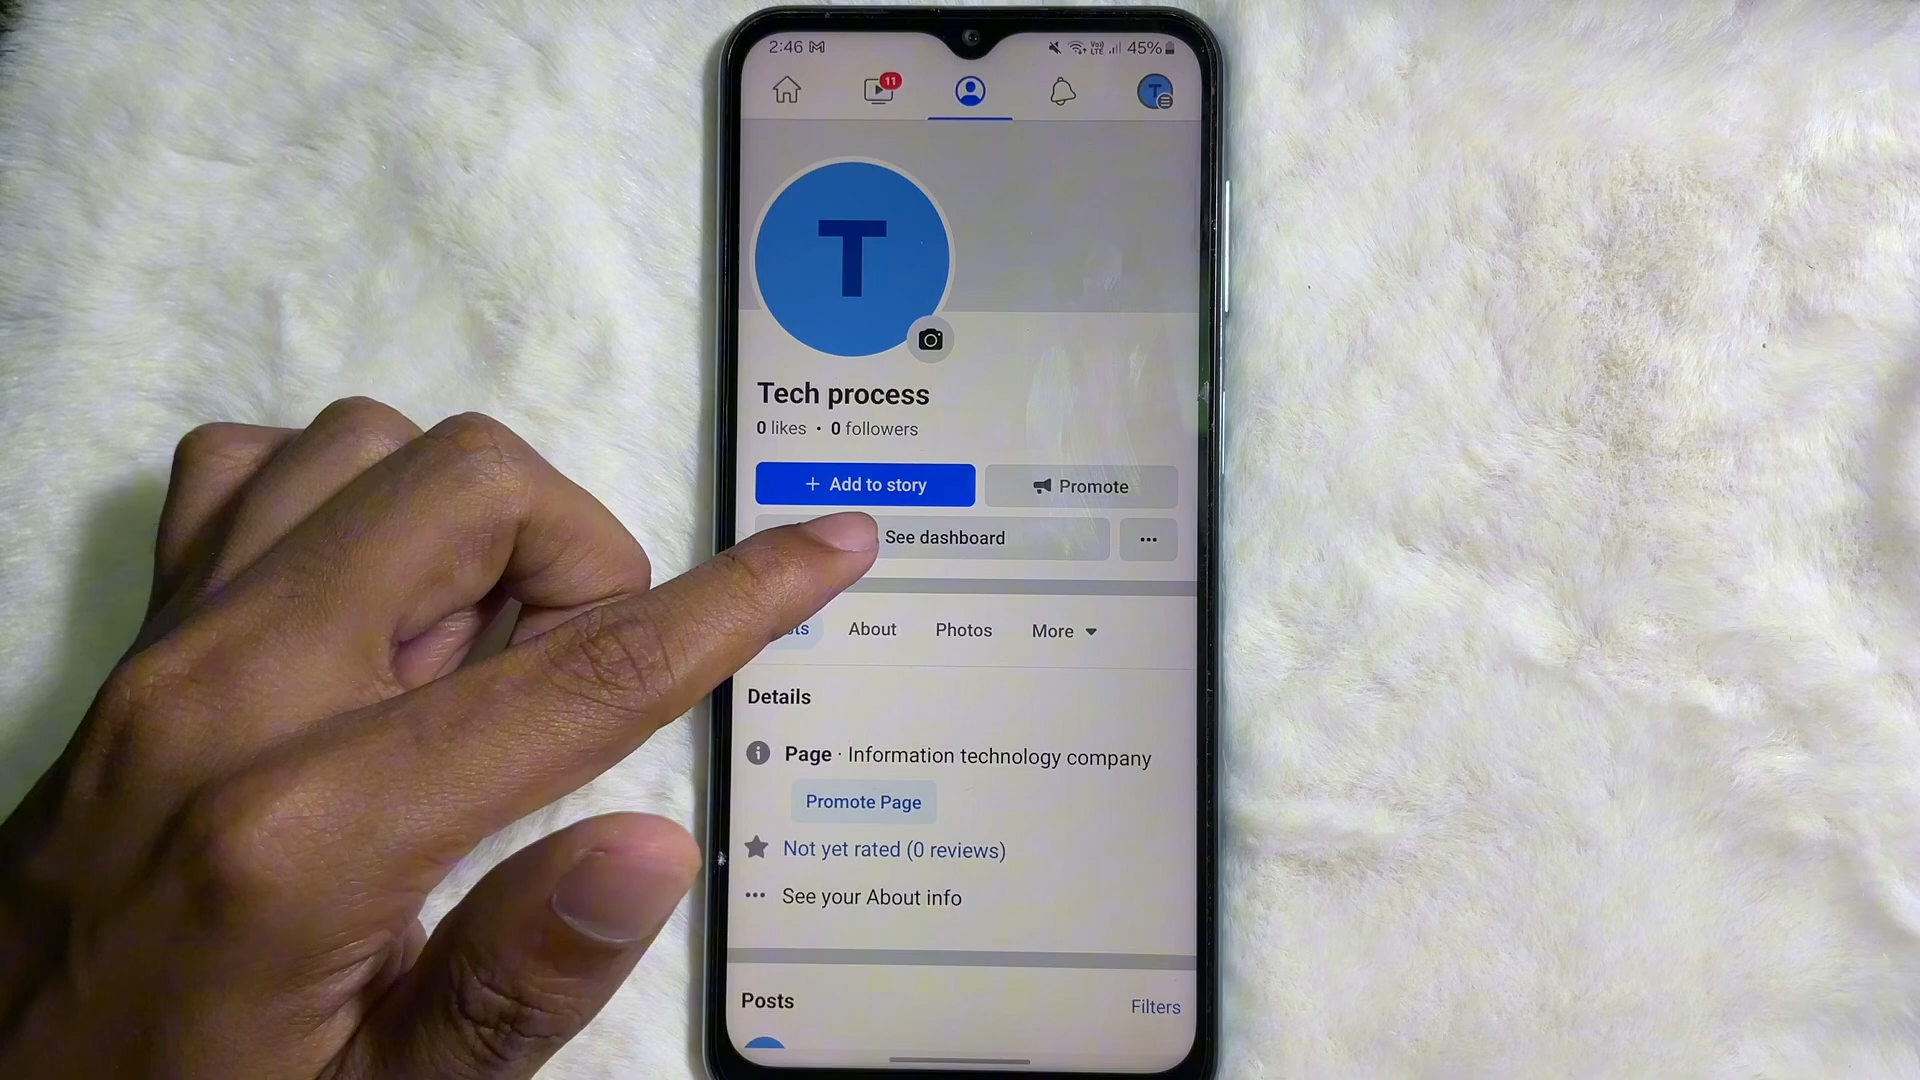 2:46 45%
11
T
T
Tech process
0 likes · 0 followers
+ Add to story Promote
See dashboard
About Photos More
Details
Page · Information technology company
Promote Page
Not yet rated (0 reviews)
See your About info
Posts Filters